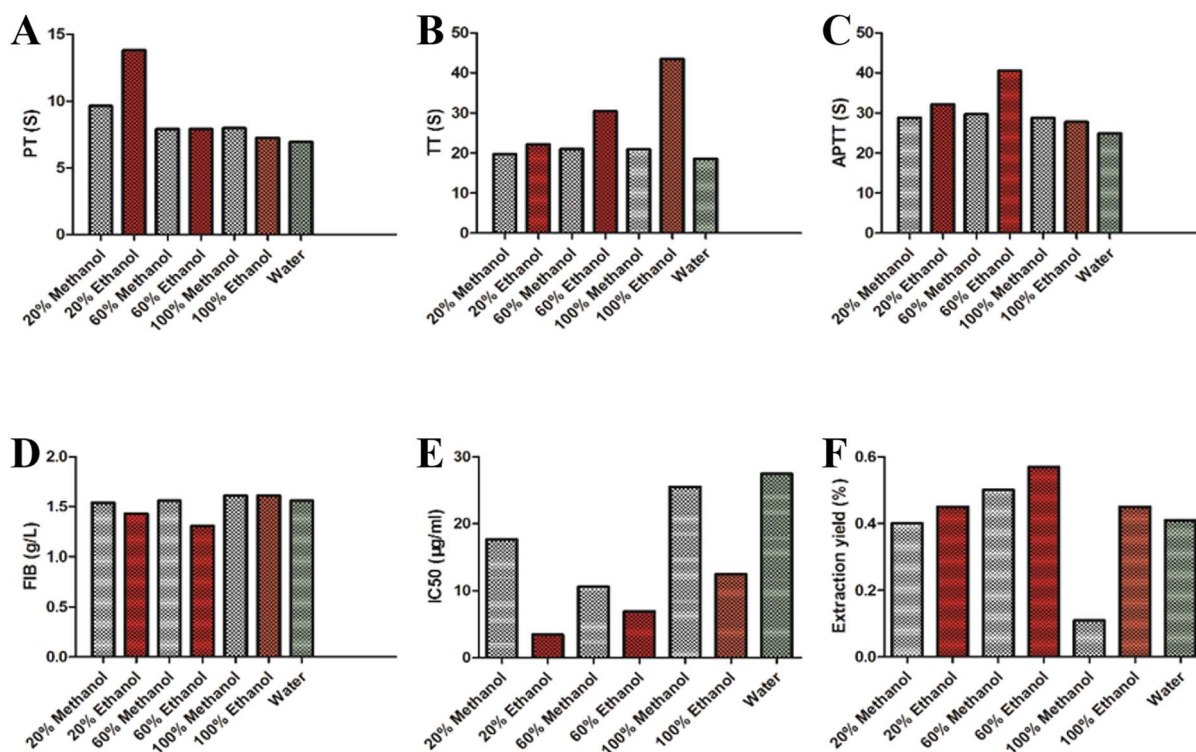 A
PT (S)
15
10
5
0
20% Methanol
20% Ethanol
60% Methanol
60% Ethanol
100% Methanol
100% Ethanol
Water
B
TT (S)
50
40
30
20
10
0
20% Methanol
20% Ethanol
60% Methanol
60% Ethanol
100% Methanol
100% Ethanol
Water
C
APTT (S)
50
40
30
20
10
0
20% Methanol
20% Ethanol
60% Methanol
60% Ethanol
100% Methanol
100% Ethanol
Water
D
FIB (g/L)
2.0
1.5
1.0
0.5
0.0
20% Methanol
20% Ethanol
60% Methanol
60% Ethanol
100% Methanol
100% Ethanol
Water
E
IC50 (μg/ml)
30
20
10
0
20% Methanol
20% Ethanol
60% Methanol
60% Ethanol
100% Methanol
100% Ethanol
Water
F
Extraction yield (%)
0.6
0.4
0.2
0.0
20% Methanol
20% Ethanol
60% Methanol
60% Ethanol
100% Methanol
100% Ethanol
Water